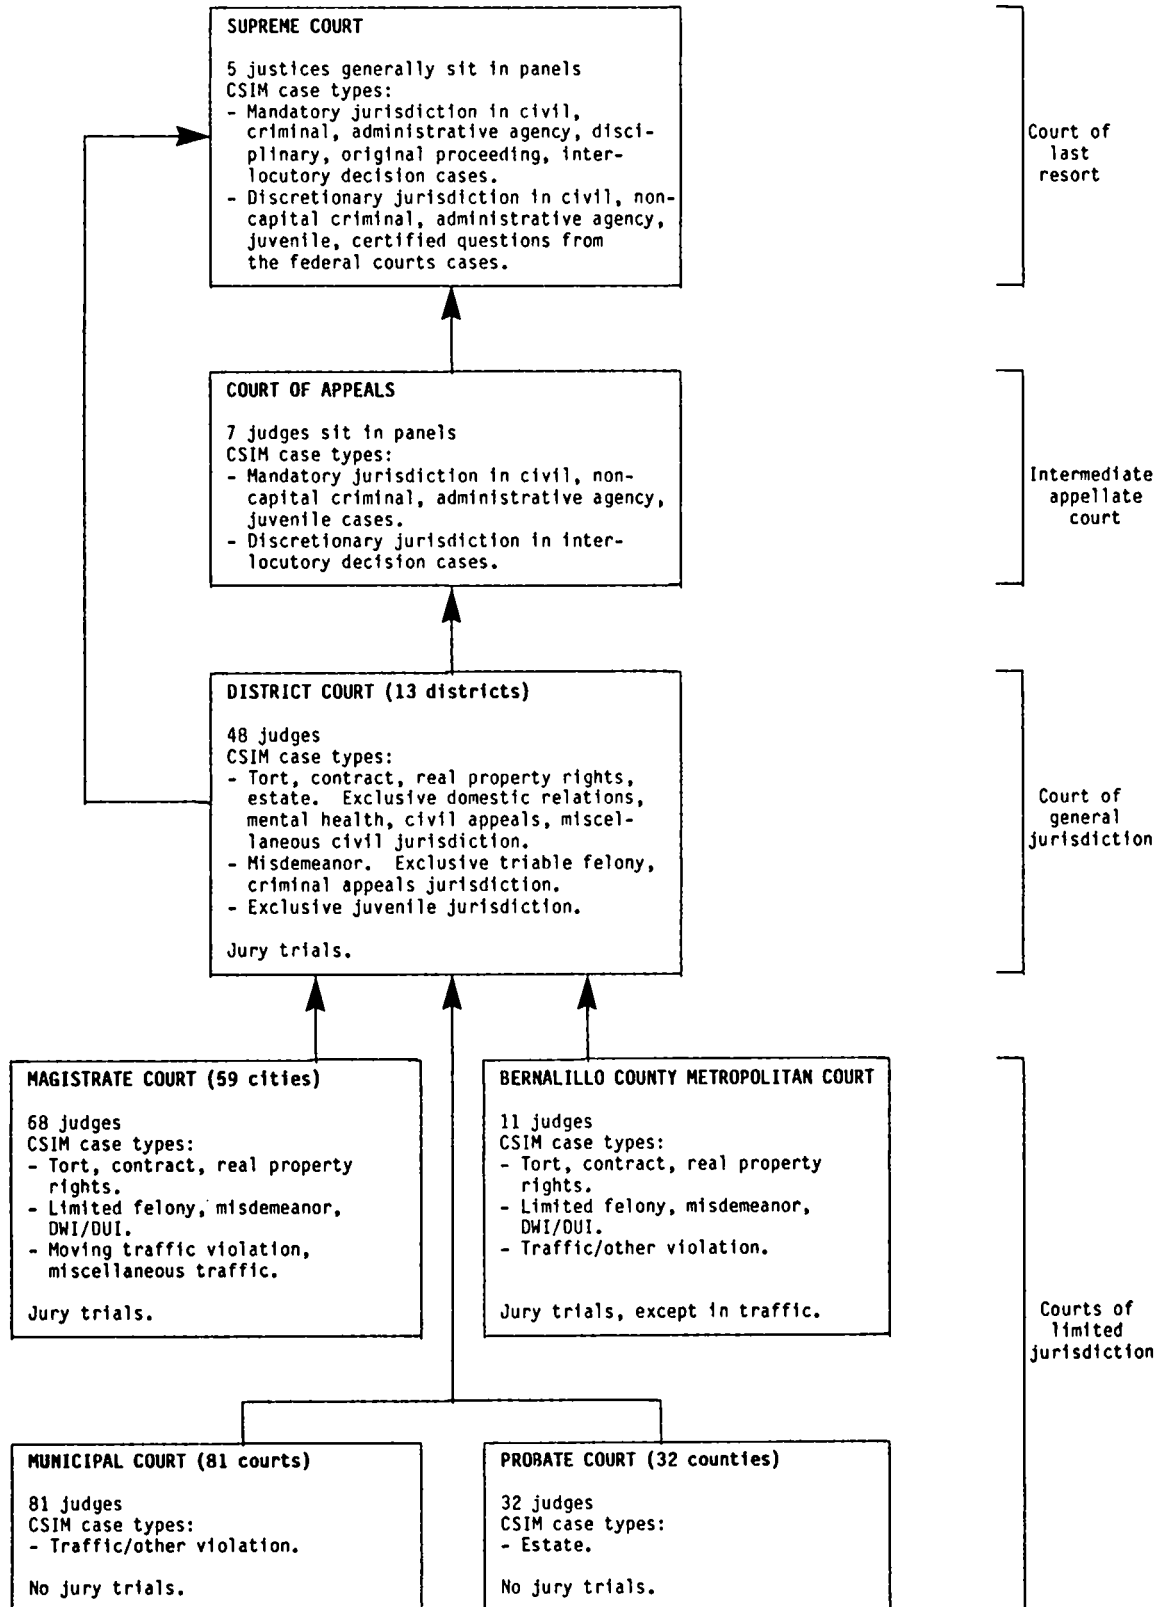 SUPREME COURT
5 justices generally sit in panels
CSIM case types:
- Mandatory jurisdiction in civil,
criminal, administrative agency, disci-
plinary, original proceeding, inter-
locutory decision cases.
- Discretionary jurisdiction in civil, non-
capital criminal, administrative agency,
juvenile, certified questions from
the federal courts cases.
Court of
last
resort
COURT OF APPEALS
7 judges sit in panels
CSIM case types:
- Mandatory jurisdiction in civil, non-
capital criminal, administrative agency,
juvenile cases.
- Discretionary jurisdiction in inter-
locutory decision cases.
Intermediate
appellate
court
DISTRICT COURT (13 districts)
48 judges
CSIM case types:
- Tort, contract, real property rights,
estate. Exclusive domestic relations,
mental health, civil appeals, miscel-
laneous civil jurisdiction.
- Misdemeanor. Exclusive triable felony,
criminal appeals jurisdiction.
- Exclusive juvenile jurisdiction.
Jury trials.
Court of
general
jurisdiction
MAGISTRATE COURT (59 cities)
68 judges
CSIM case types:
- Tort, contract, real property
rights.
- Limited felony, misdemeanor,
DWI/DUI.
- Moving traffic violation,
miscellaneous traffic.
Jury trials.
BERNALILLO COUNTY METROPOLITAN COURT
11 judges
CSIM case types:
- Tort, contract, real property
rights.
- Limited felony, misdemeanor,
DWI/DUI.
- Traffic/other violation.
Jury trials, except in traffic.
Courts of
limited
jurisdiction
MUNICIPAL COURT (81 courts)
81 judges
CSIM case types:
- Traffic/other violation.
No jury trials.
PROBATE COURT (32 counties)
32 judges
CSIM case types:
- Estate.
No jury trials.